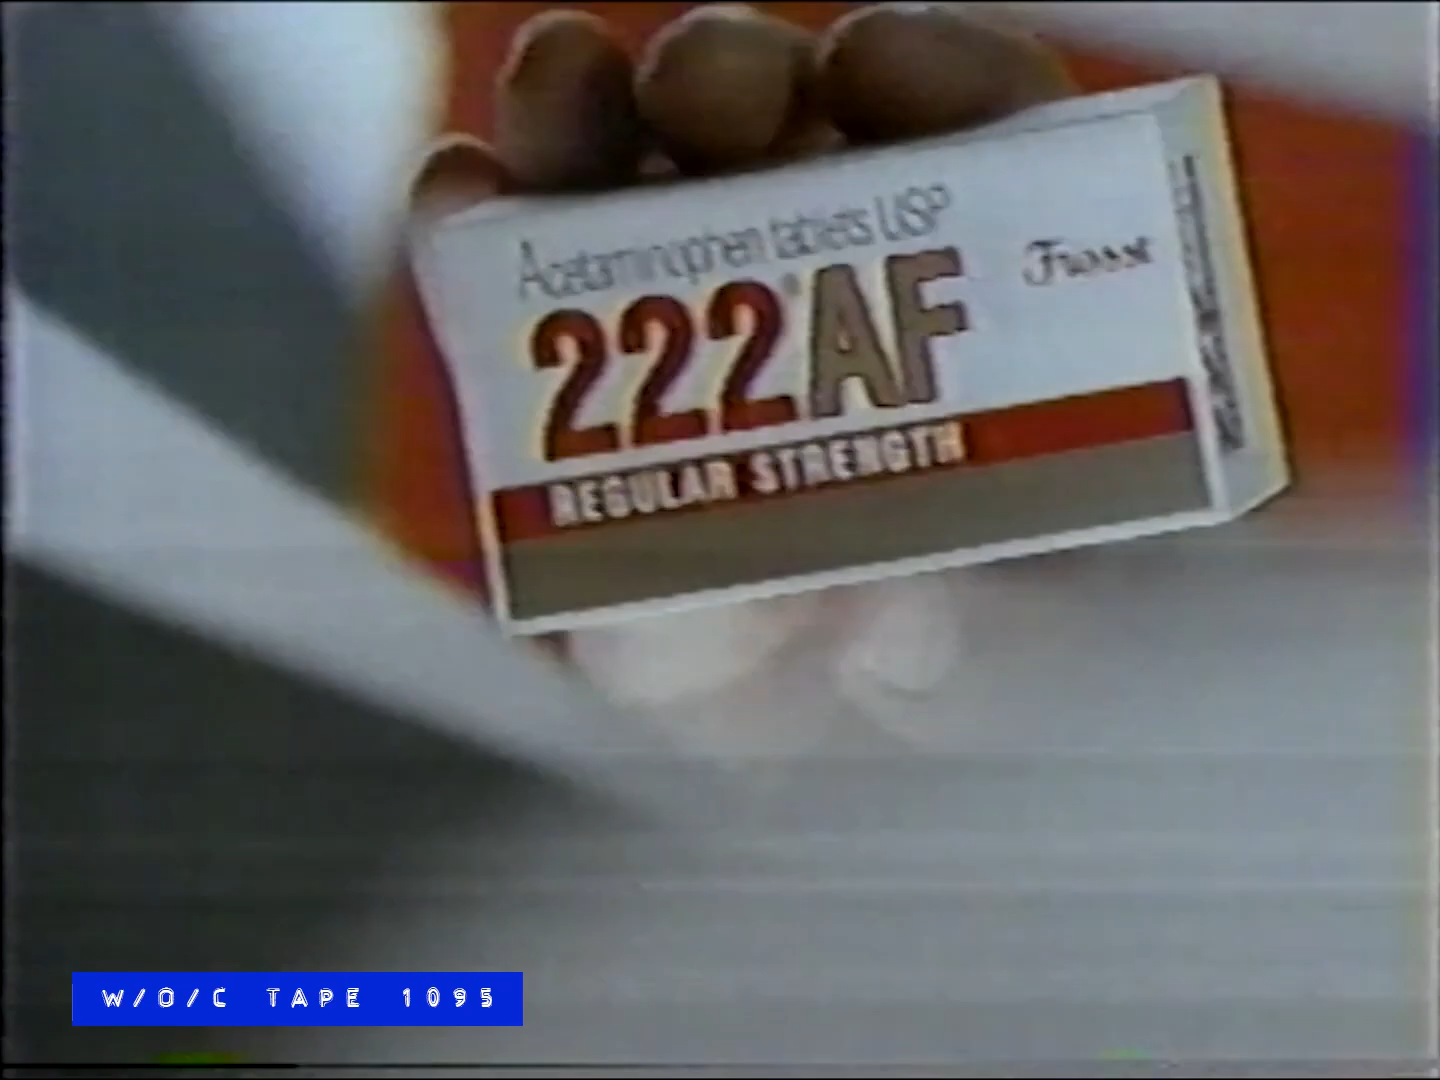 Acetaminophen tablets USP
222® AF
Frosst
REGULAR STRENGTH
W/O/C TAPE 1095